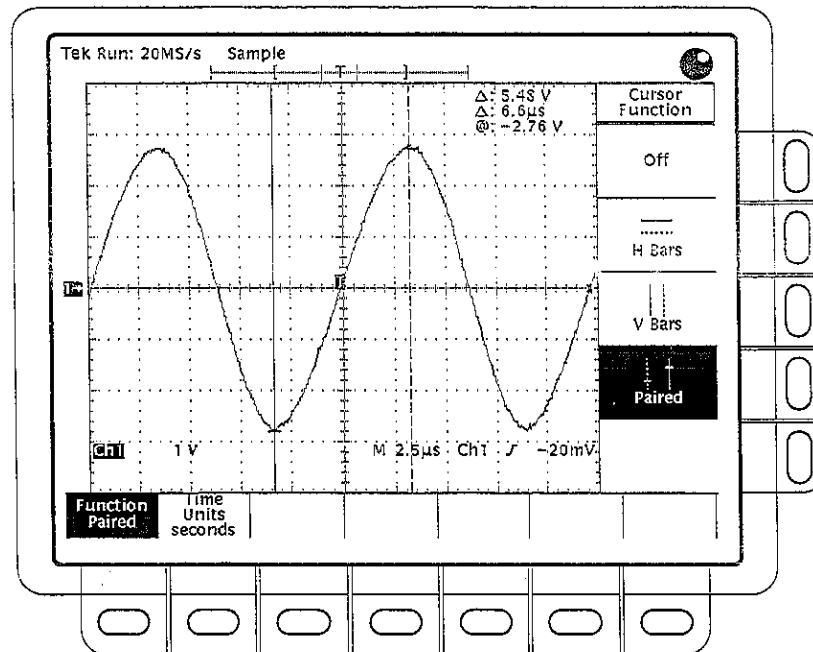 Tek Run: 20MS/s Sample
T
Δ: 5.48 V
Δ: 6.6µs
@: -2.76 V
Cursor
Function
Off
H Bars
V Bars
Paired
T
Ch1 1 V M 2.5µs Ch1 -20mV
Function
Paired
Time
Units
seconds